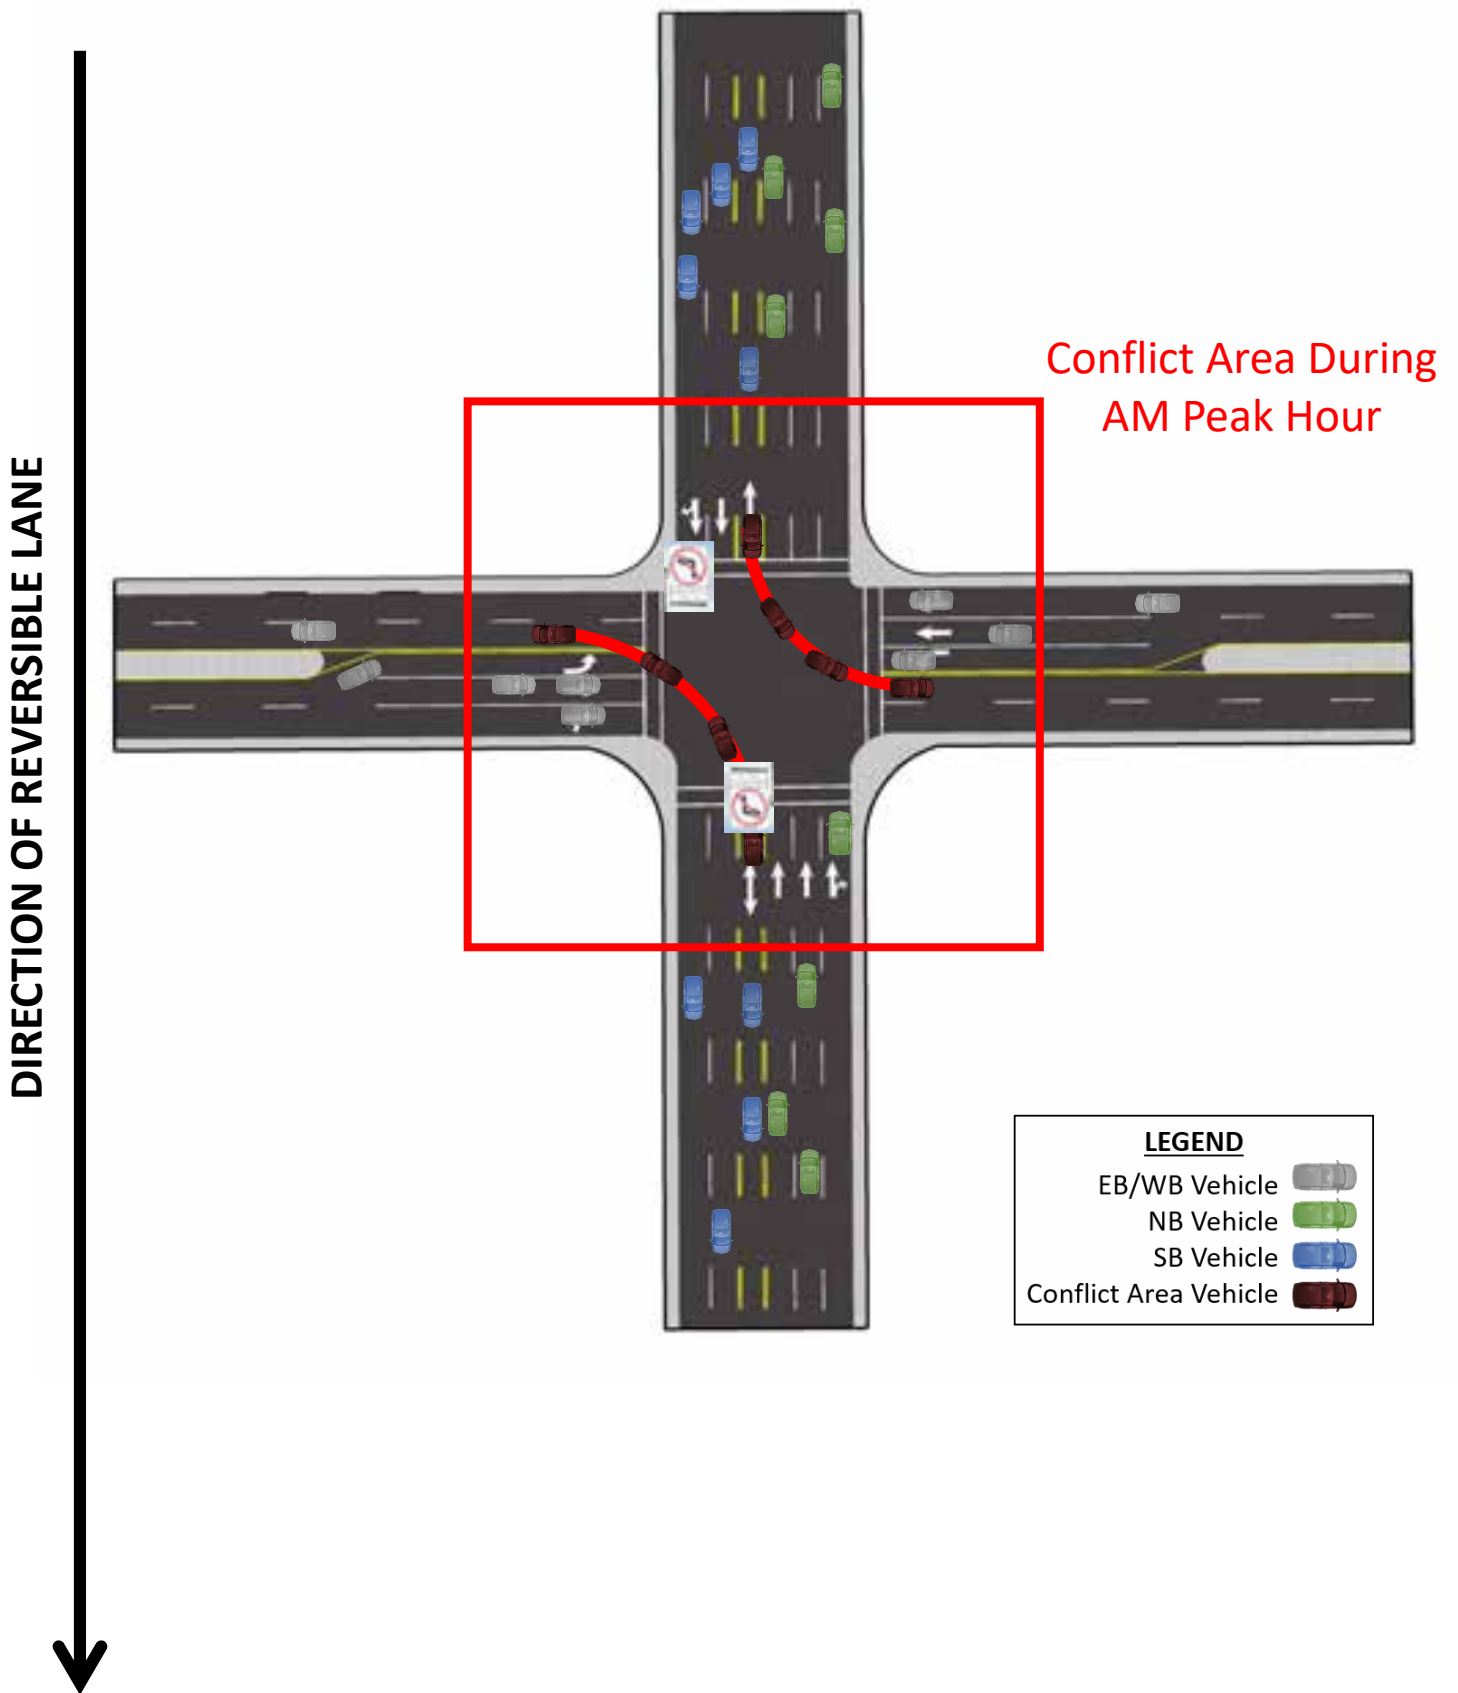 DIRECTION OF REVERSIBLE LANE
Conflict Area During
AM Peak Hour
LEGEND
EB/WB Vehicle
NB Vehicle
SB Vehicle
Conflict Area Vehicle